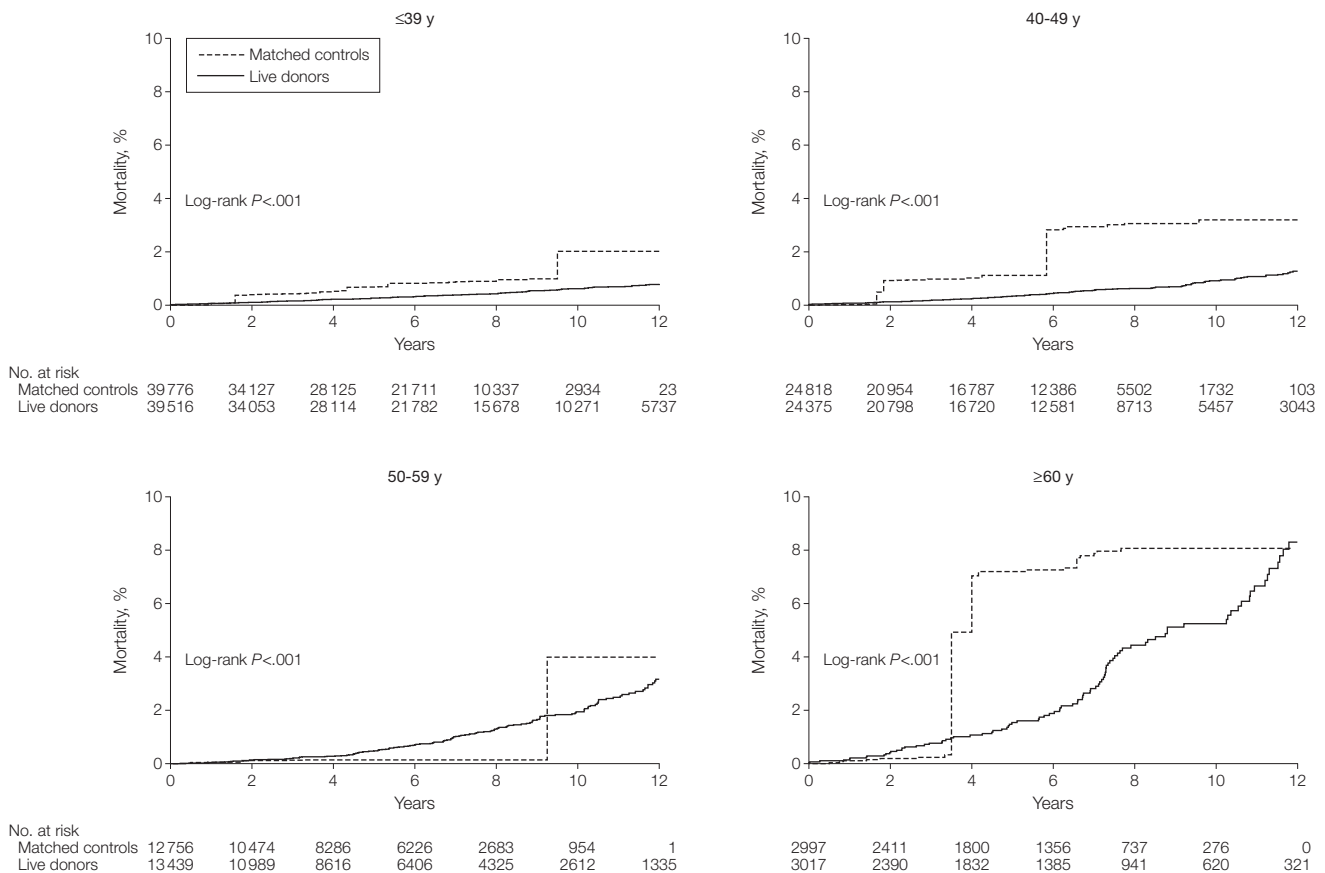 ≤39 y
10
8
6
4
2
0
Mortality, %
Matched controls
Live donors
Log-rank P<.001
0 2 4 6 8 10 12
Years
No. at risk
Matched controls 39776 34127 28125 21711 10337 2934 23
Live donors 39516 34053 28114 21782 15678 10271 5737
40-49 y
10
8
6
4
2
0
Mortality, %
Log-rank P<.001
0 2 4 6 8 10 12
Years
24818 20954 16787 12386 5502 1732 103
24375 20798 16720 12581 8713 5457 3043
50-59 y
10
8
6
4
2
0
Mortality, %
Log-rank P<.001
0 2 4 6 8 10 12
Years
No. at risk
Matched controls 12756 10474 8286 6226 2683 954 1
Live donors 13439 10989 8616 6406 4325 2612 1335
≥60 y
10
8
6
4
2
0
Mortality, %
Log-rank P<.001
0 2 4 6 8 10 12
Years
2997 2411 1800 1356 737 276 0
3017 2390 1832 1385 941 620 321